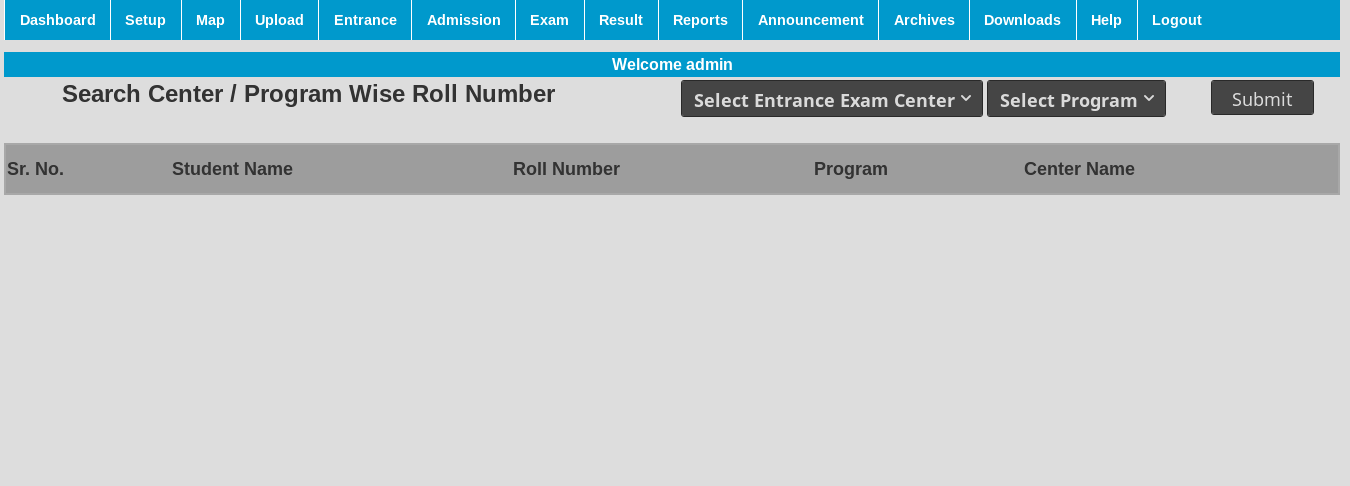 Dashboard Setup Map Upload Entrance Admission Exam Result Reports Announcement Archives Downloads Help Logout
Welcome admin
Search Center / Program Wise Roll Number Select Entrance Exam Center Select Program Submit
Sr. No. Student Name Roll Number Program Center Name